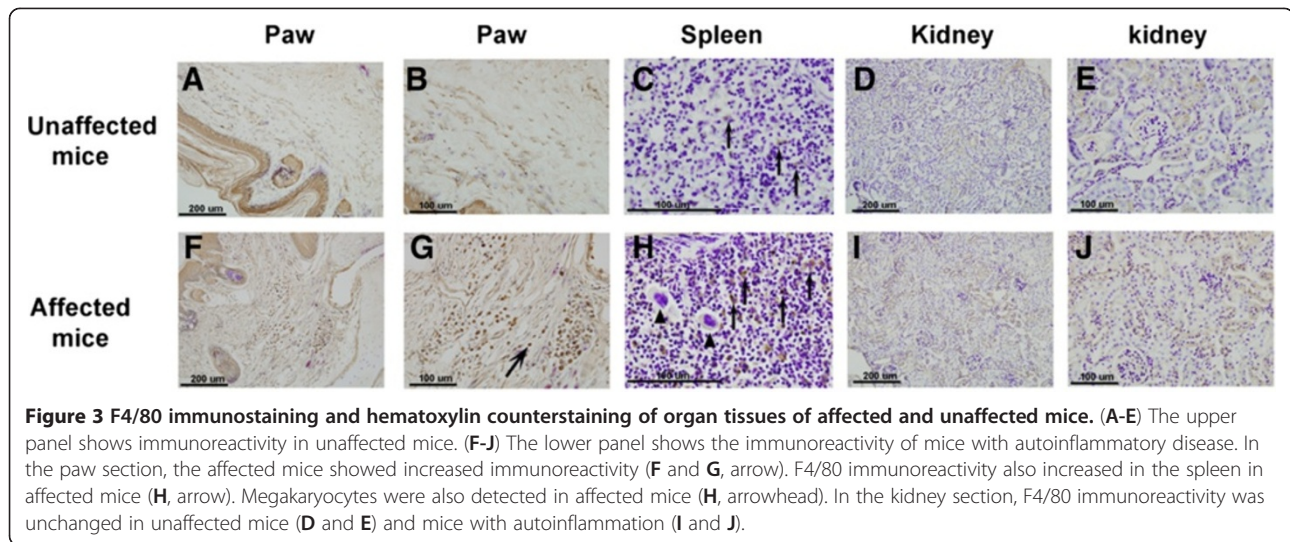 Paw Paw Spleen Kidney kidney
Unaffected mice
A B C D E
200 um 100 um 100 um 200 um 100 um
Affected mice
F G H I J
200 um 100 um 100 um 200 um 100 um
Figure 3 F4/80 immunostaining and hematoxylin counterstaining of organ tissues of affected and unaffected mice. (A-E) The upper
panel shows immunoreactivity in unaffected mice. (F-J) The lower panel shows the immunoreactivity of mice with autoinflammatory disease. In
the paw section, the affected mice showed increased immunoreactivity (F and G, arrow). F4/80 immunoreactivity also increased in the spleen in
affected mice (H, arrow). Megakaryocytes were also detected in affected mice (H, arrowhead). In the kidney section, F4/80 immunoreactivity was
unchanged in unaffected mice (D and E) and mice with autoinflammation (I and J).